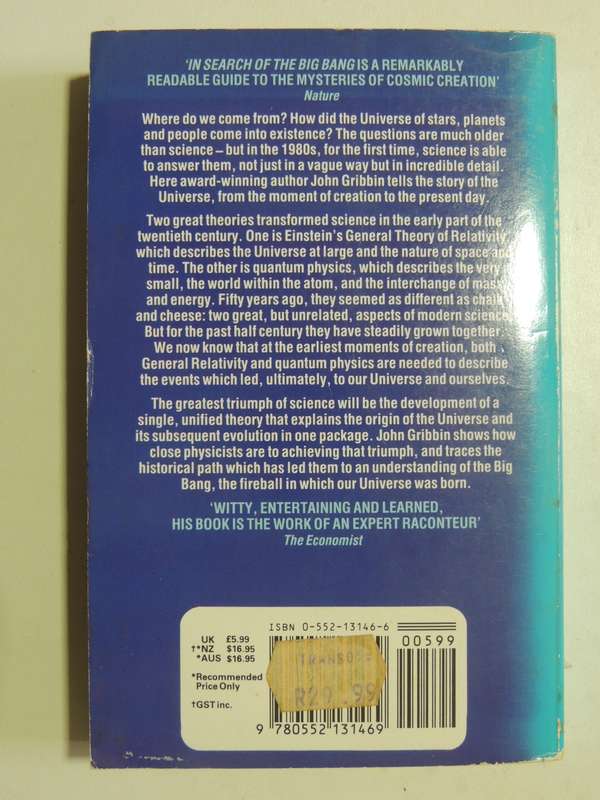 ‘IN SEARCH OF THE BIG BANG IS A REMARKABLY
READABLE GUIDE TO THE MYSTERIES OF COSMIC CREATION’
Nature
Where do we come from? How did the Universe of stars, planets
and people come into existence? The questions are much older
than science – but in the 1980s, for the first time, science is able
to answer them, not just in a vague way but in incredible detail.
Here award-winning author John Gribbin tells the story of the
Universe, from the moment of creation to the present day.
Two great theories transformed science in the early part of the
twentieth century. One is Einstein's General Theory of Relativity,
which describes the Universe at large and the nature of space and
time. The other is quantum physics, which describes the very
small, the world within the atom, and the interchange of mass
and energy. Fifty years ago, they seemed as different as chalk
and cheese: two great, but unrelated, aspects of modern science.
But for the past half century they have steadily grown together.
We now know that at the earliest moments of creation, both
General Relativity and quantum physics are needed to describe
the events which led, ultimately, to our Universe and ourselves.
The greatest triumph of science will be the development of a
single, unified theory that explains the origin of the Universe and
its subsequent evolution in one package. John Gribbin shows how
close physicists are to achieving that triumph, and traces the
historical path which has led them to an understanding of the Big
Bang, the fireball in which our Universe was born.
‘WITTY, ENTERTAINING AND LEARNED,
HIS BOOK IS THE WORK OF AN EXPERT RACONTEUR’
The Economist
ISBN 0-552-13146-6
UK £5.99
†*NZ $16.95
*AUS $16.95
*Recommended
Price Only
†GST inc.
00599
9 780552 131469